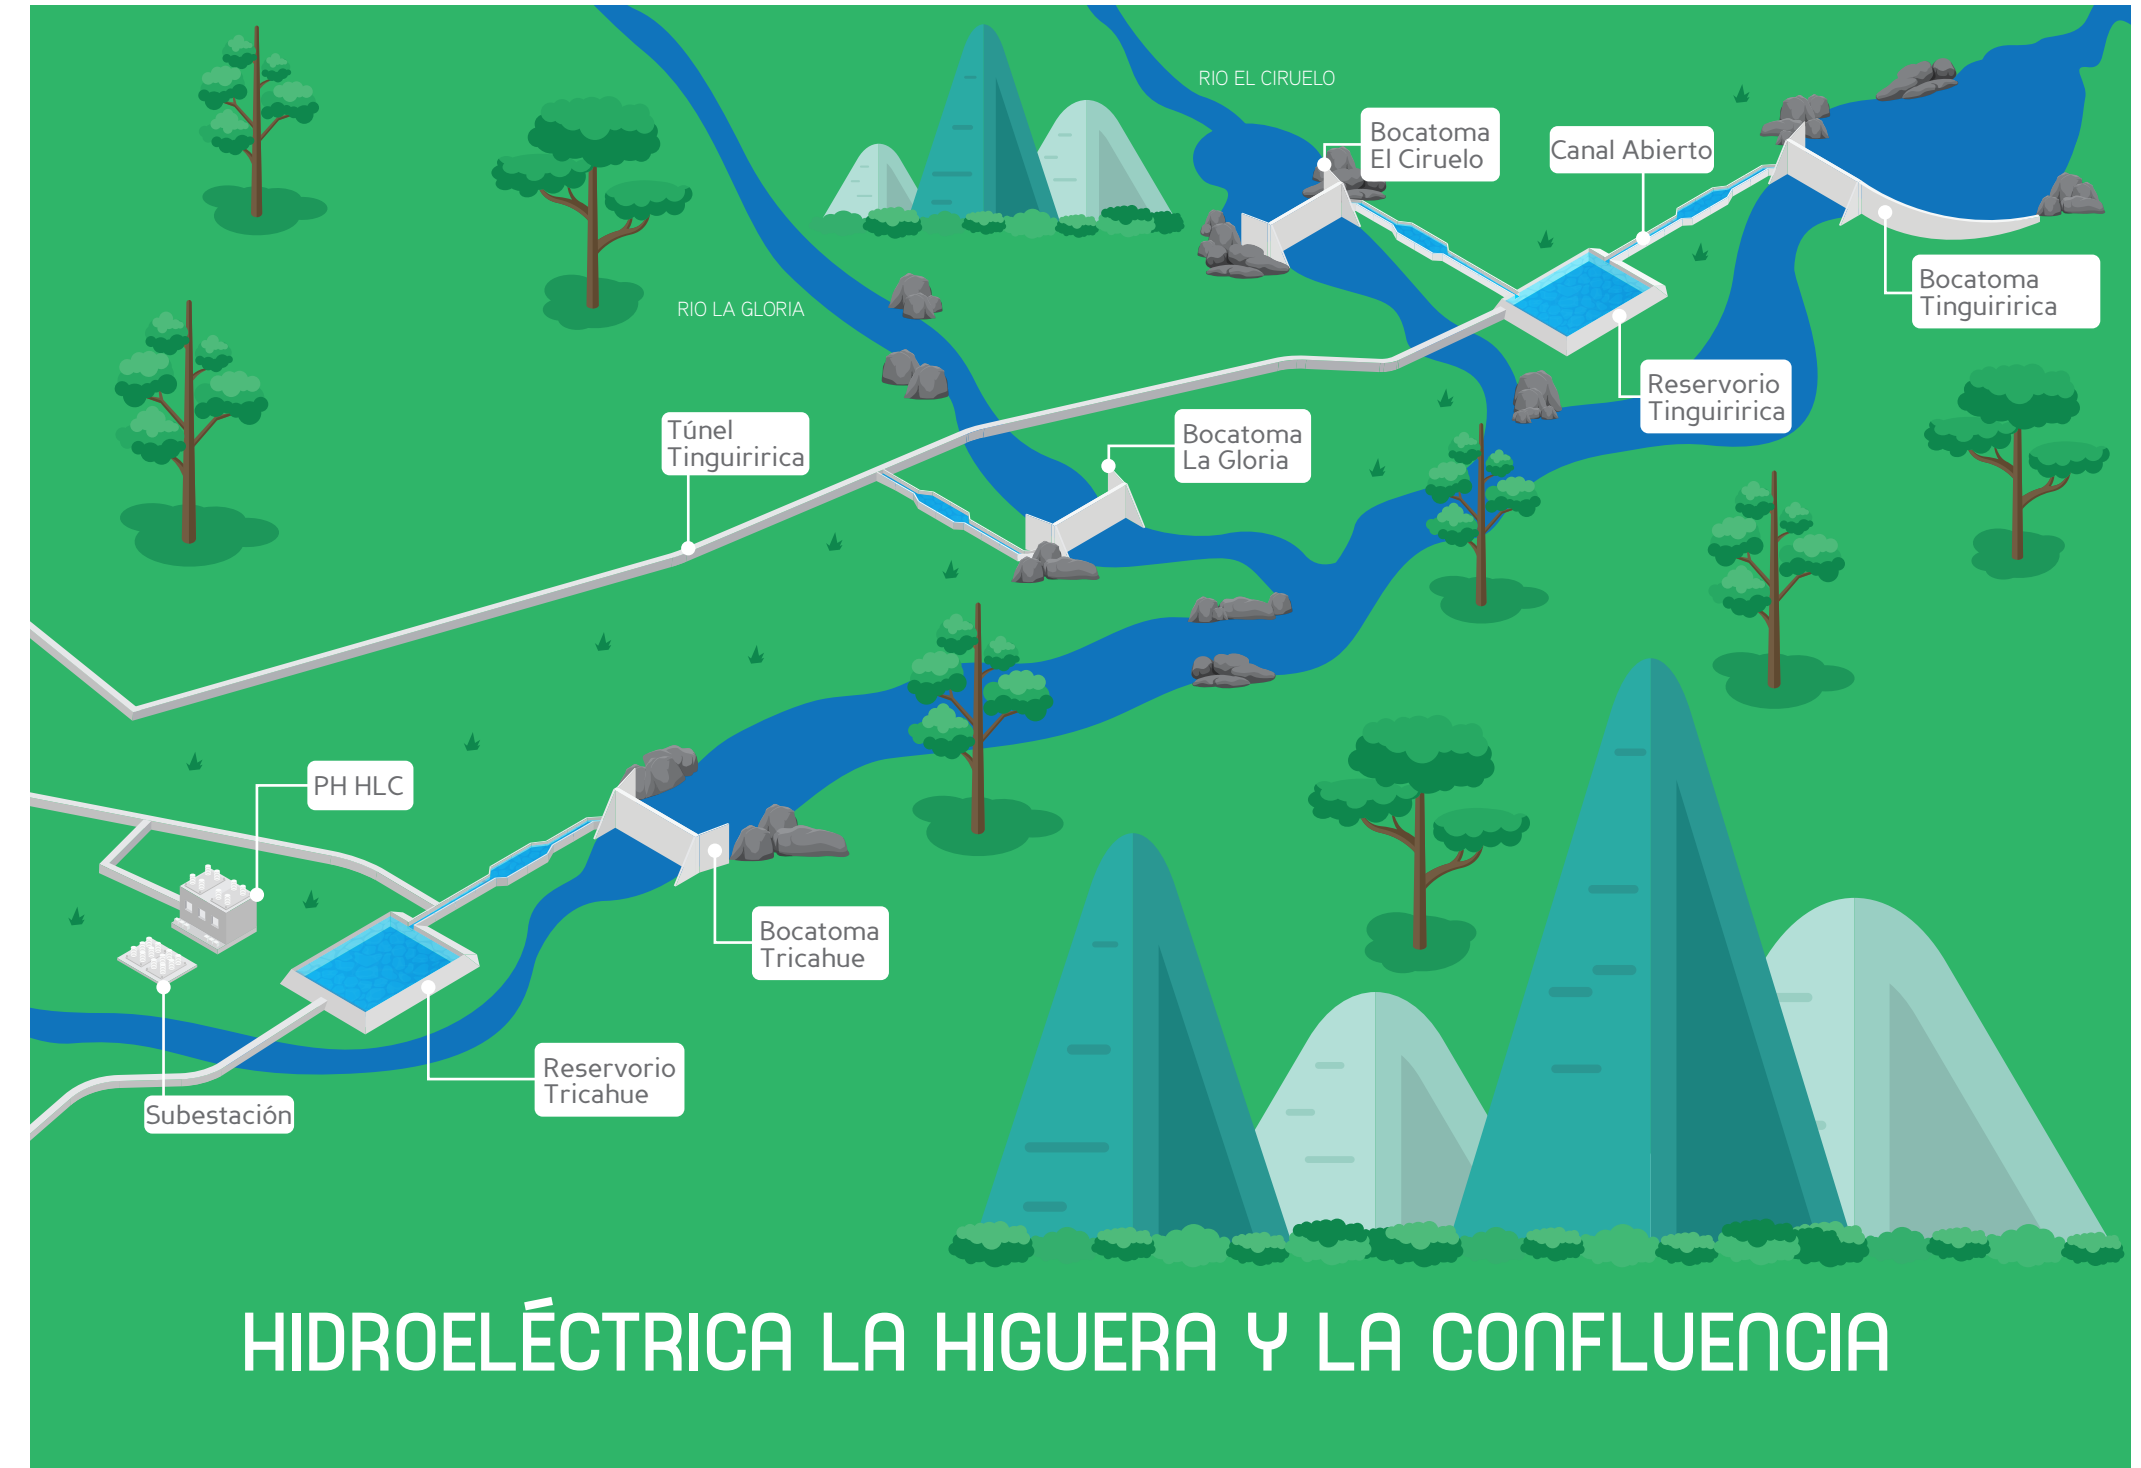 RIO EL CIRUELO
Bocatoma
El Ciruelo
Canal Abierto
Bocatoma
Tinguiririca
RIO LA GLORIA
Reservorio
Tinguiririca
Túnel
Tinguiririca
Bocatoma
La Gloria
PH HLC
Bocatoma
Tricahue
Reservorio
Tricahue
Subestación
HIDROELÉCTRICA LA HIGUERA Y LA CONFLUENCIA